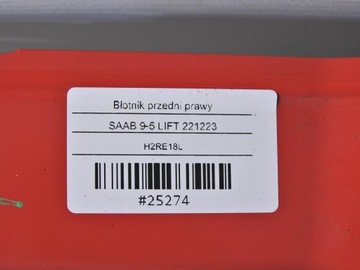 Błotnik przedni prawy
SAAB 9-5 LIFT 221223
H2RE18L
#25274